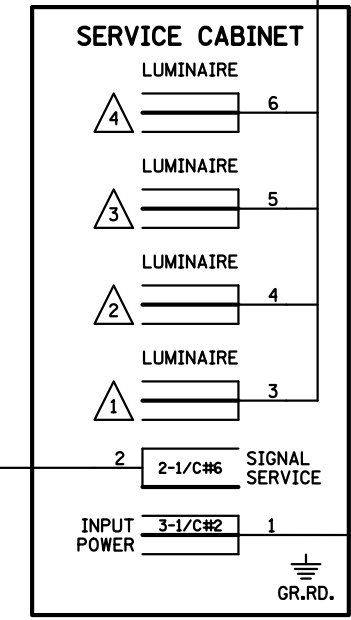 SERVICE CABINET
LUMINAIRE
4 6
LUMINAIRE
3 5
LUMINAIRE
2 4
LUMINAIRE
1 3
2 2-1/C#6 SIGNAL
SERVICE
INPUT 3-1/C#2 1
POWER
GR.RD.